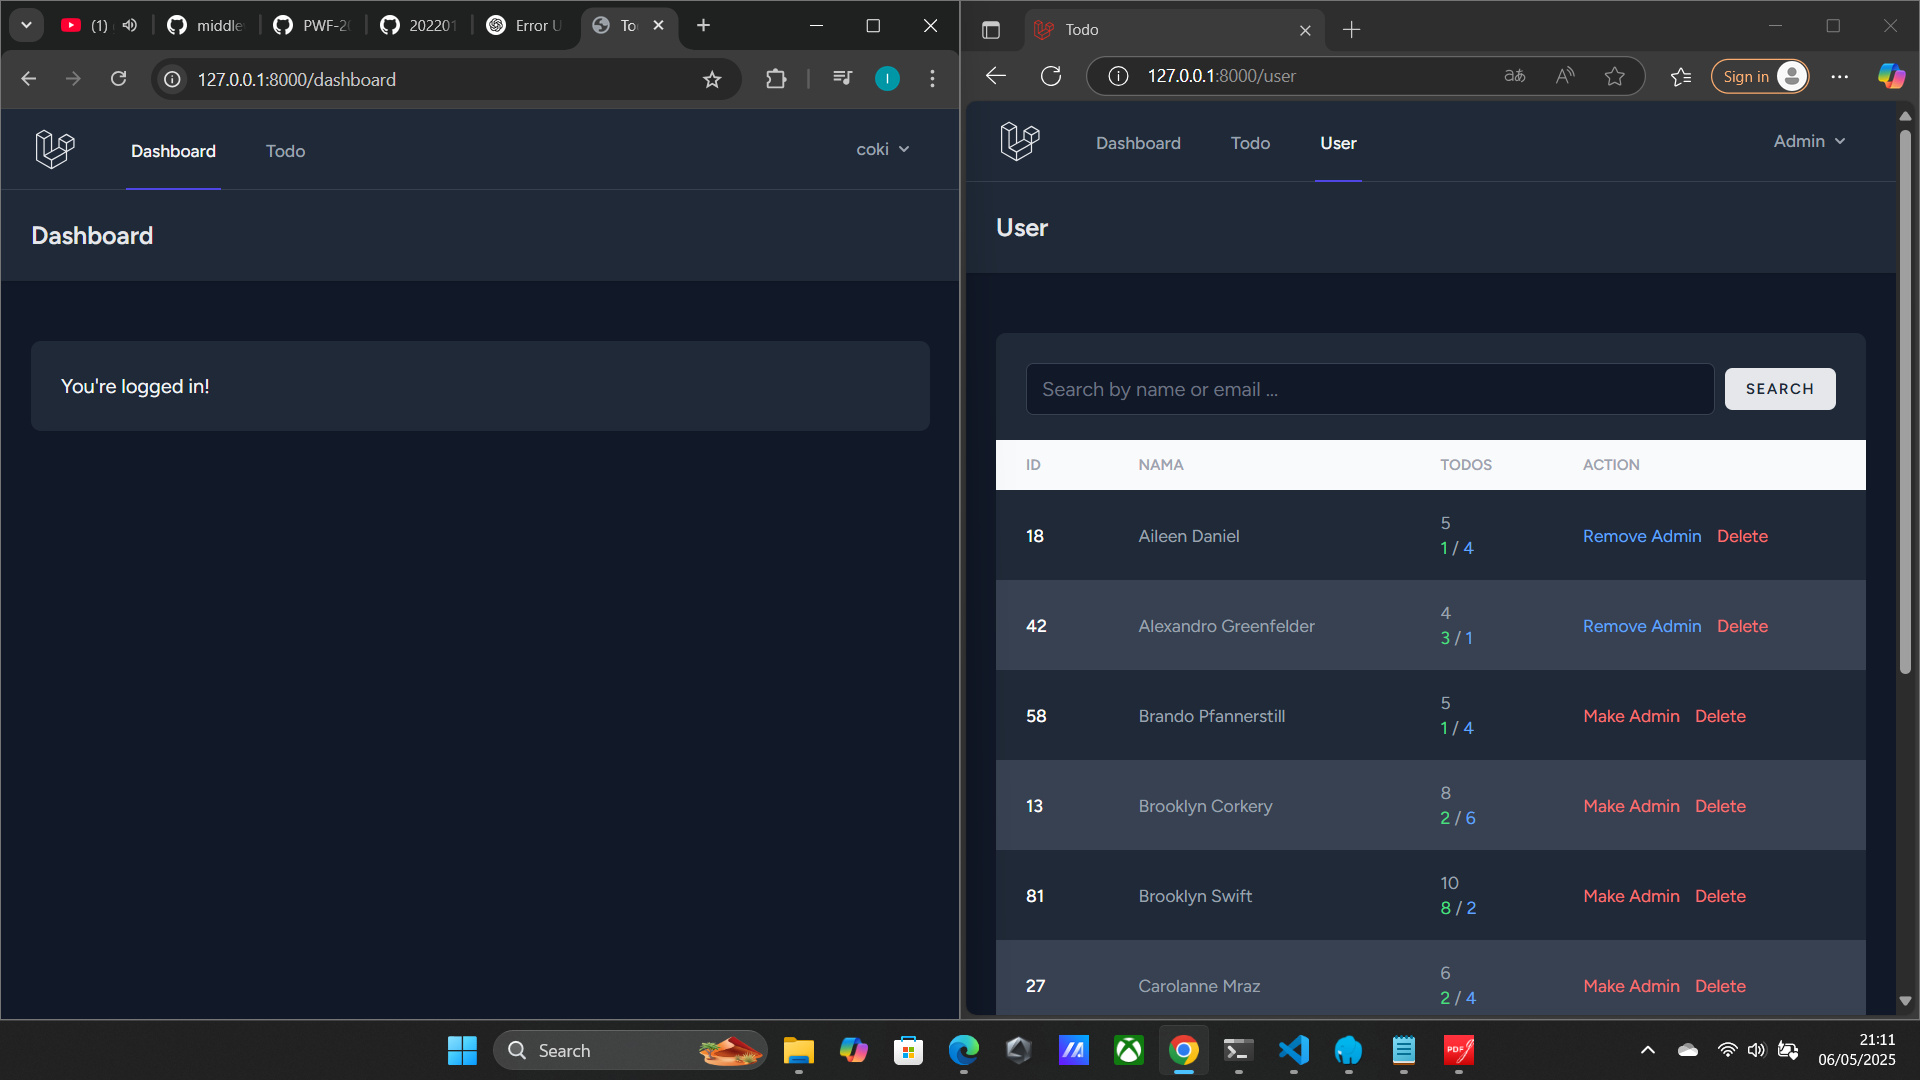 (1)
middle
PWF-20
202201
Error U
To
127.0.0.1:8000/dashboard
Dashboard
Todo
coki
Dashboard
You're logged in!
Todo
127.0.0.1:8000/user
Sign in
Dashboard
Todo
User
Admin
User
Search by name or email ...
SEARCH
ID NAMA TODOS ACTION
18 Aileen Daniel 5 Remove Admin Delete
1 / 4
42 Alexandro Greenfelder 4 Remove Admin Delete
3 / 1
58 Brando Pfannerstill 5 Make Admin Delete
1 / 4
13 Brooklyn Corkery 8 Make Admin Delete
2 / 6
81 Brooklyn Swift 10 Make Admin Delete
8 / 2
27 Carolanne Mraz 6 Make Admin Delete
2 / 4
Search
PDF
21:11
06/05/2025